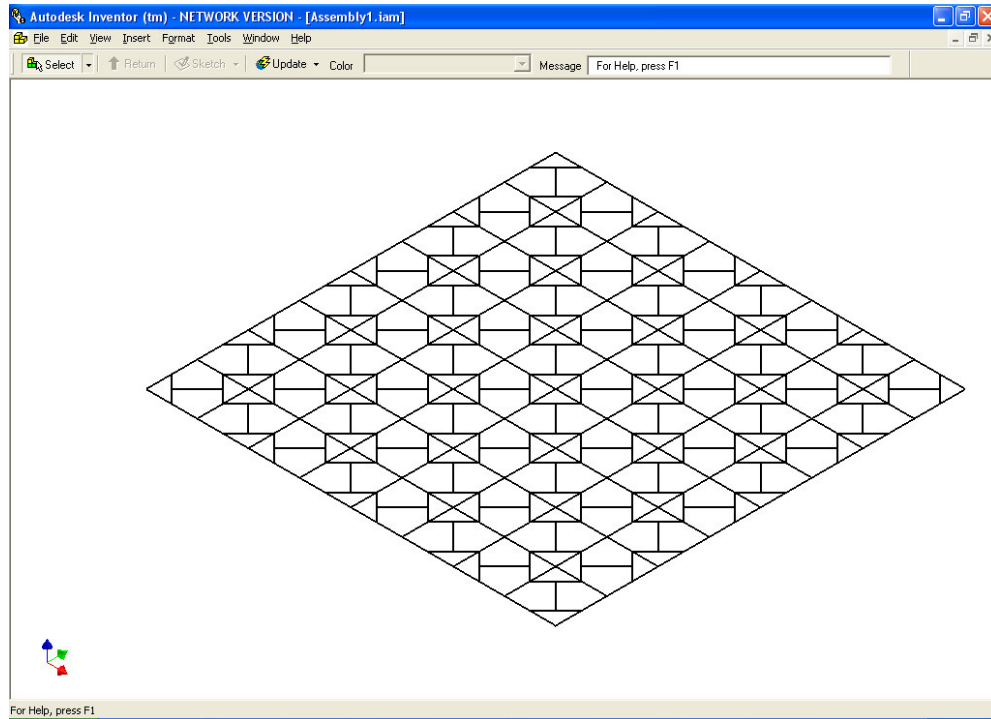 Autodesk Inventor (tm) - NETWORK VERSION - [Assembly1.iam]
File Edit View Insert Format Tools Window Help
Select Return Sketch Update Color Message For Help, press F1
For Help, press F1